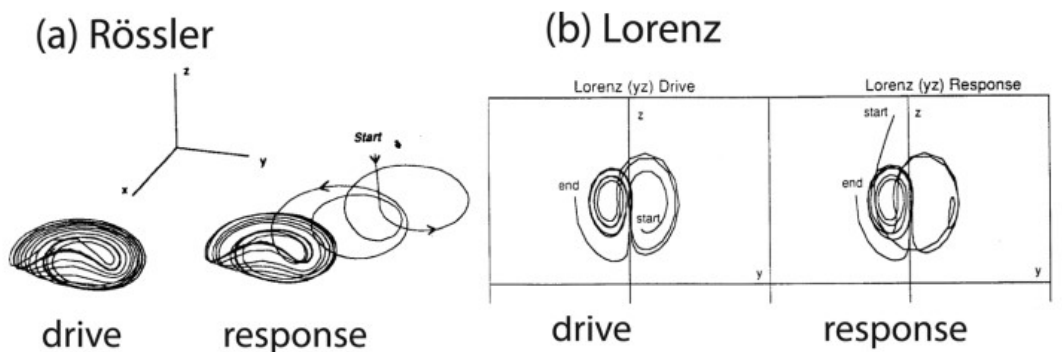 (a) Rössler
z
y
x
Start
drive
response
(b) Lorenz
Lorenz (yz) Drive
z
end
start
y
drive
Lorenz (yz) Response
start
z
end
y
response